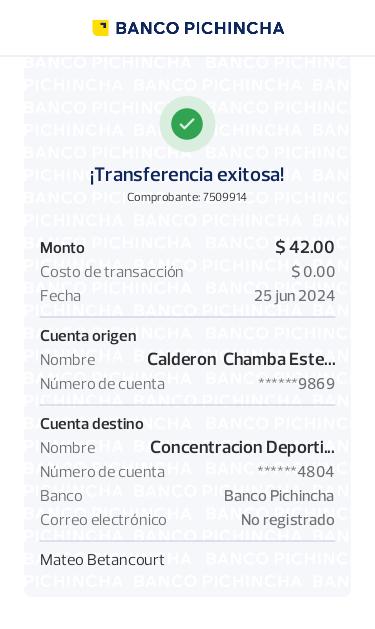 BANCO PICHINCHA
¡Transferencia exitosa!
Comprobante: 7509914
Monto $ 42.00
Costo de transacción $ 0.00
Fecha 25 jun 2024
Cuenta origen
Nombre Calderon Chamba Este...
Número de cuenta ******9869
Cuenta destino
Nombre Concentracion Deporti...
Número de cuenta ******4804
Banco Banco Pichincha
Correo electrónico No registrado
Mateo Betancourt